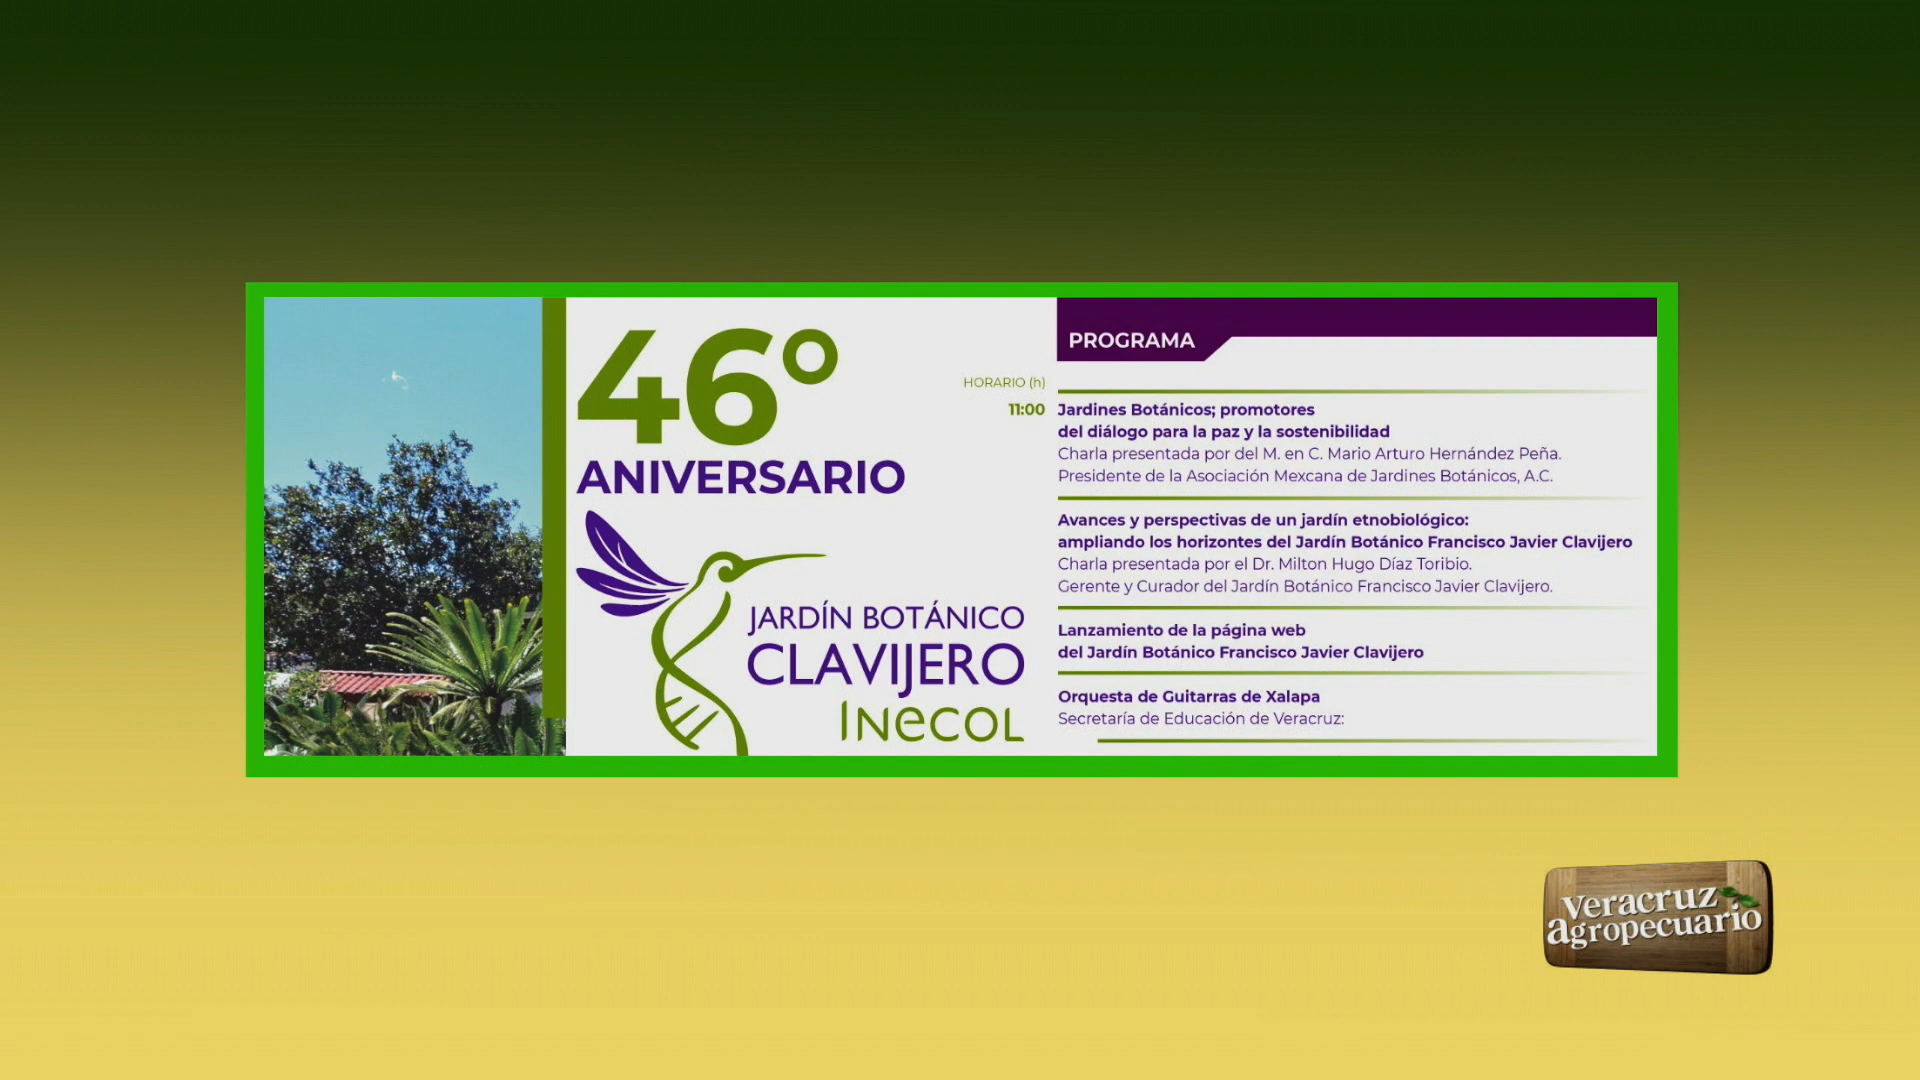 46°
ANIVERSARIO
JARDÍN BOTÁNICO
CLAVIJERO
INECOL
PROGRAMA
HORARIO (h)
11:00
Jardines Botánicos; promotores
del diálogo para la paz y la sostenibilidad
Charla presentada por del M. en C. Mario Arturo Hernández Peña.
Presidente de la Asociación Mexcana de Jardines Botánicos, A.C.
Avances y perspectivas de un jardín etnobiológico:
ampliando los horizontes del Jardín Botánico Francisco Javier Clavijero
Charla presentada por el Dr. Milton Hugo Díaz Toribio.
Gerente y Curador del Jardín Botánico Francisco Javier Clavijero.
Lanzamiento de la página web
del Jardín Botánico Francisco Javier Clavijero
Orquesta de Guitarras de Xalapa
Secretaría de Educación de Veracruz:
veracruz
agropecuario